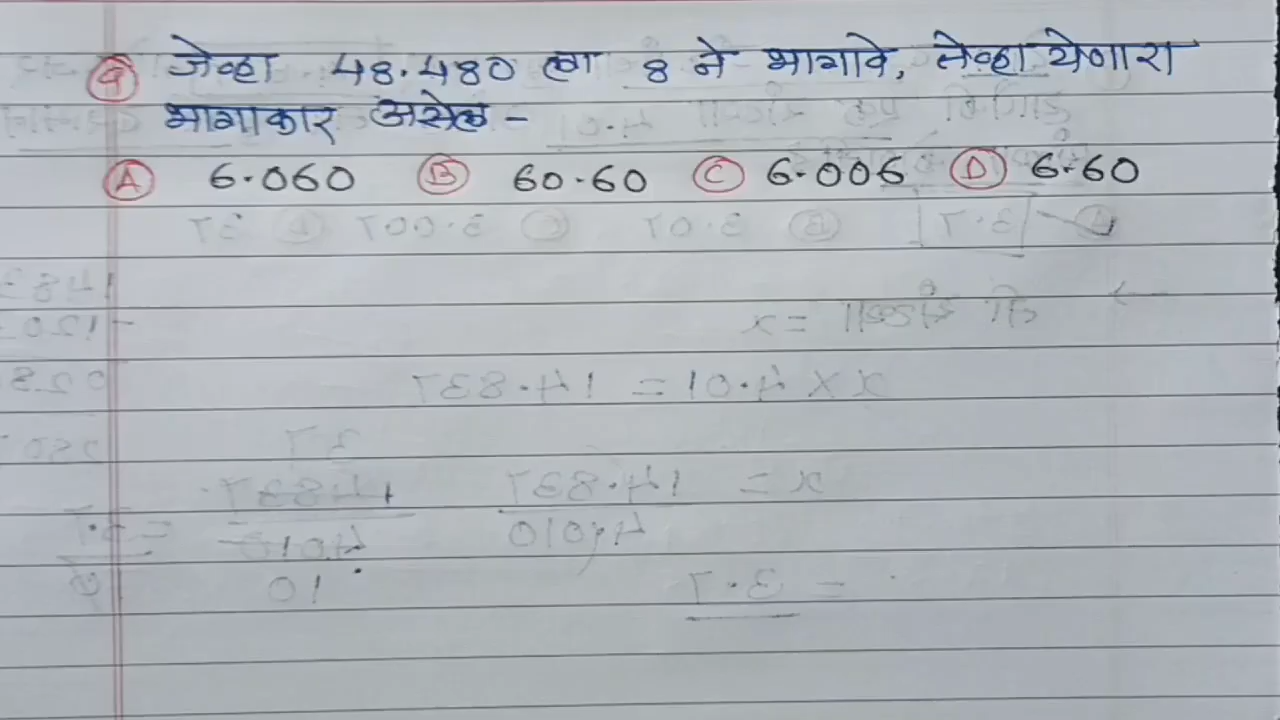 ९ जेव्हा 48.480 ला 8 ने भागावे, तेव्हा येणारा
भागाकार असेल -
A 6.060 B 60.60 C 6.006 D 6.60